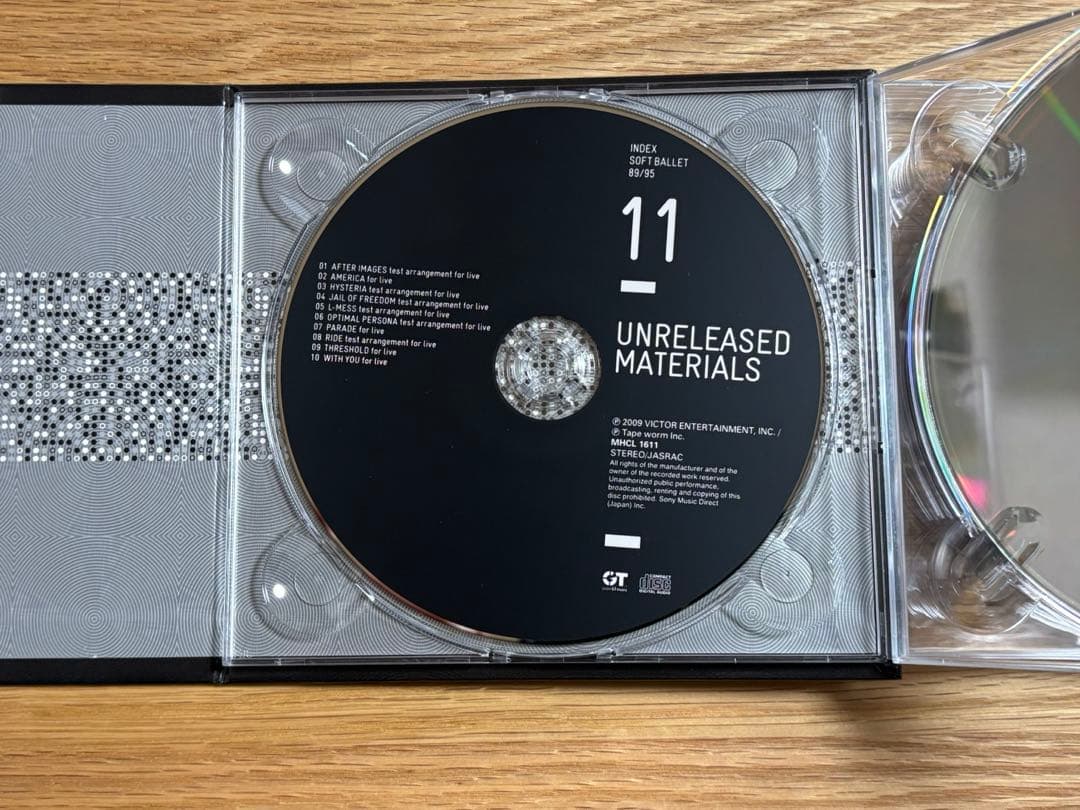 INDEX
SOFT BALLET
89/95
11
01 AFTER IMAGES test arrangement for live
02 AMERICA for live
03 HYSTERIA test arrangement for live
04 JAIL OF FREEDOM test arrangement for live
05 L-MESS test arrangement for live
06 OPTIMAL PERSONA test arrangement for live
07 PARADE for live
08 RIDE test arrangement for live
09 THRESHOLD for live
10 WITH YOU for live
UNRELEASED
MATERIALS
℗ 2009 VICTOR ENTERTAINMENT, INC. /
℗ Tape worm Inc.
MHCL 1611
STEREO/JASRAC
All rights of the manufacturer and of the
owner of the recorded work reserved.
Unauthorized public performance,
broadcasting, renting and copying of this
disc prohibited. Sony Music Direct
(Japan) Inc.
GT
COMPACT
disc
DIGITAL AUDIO